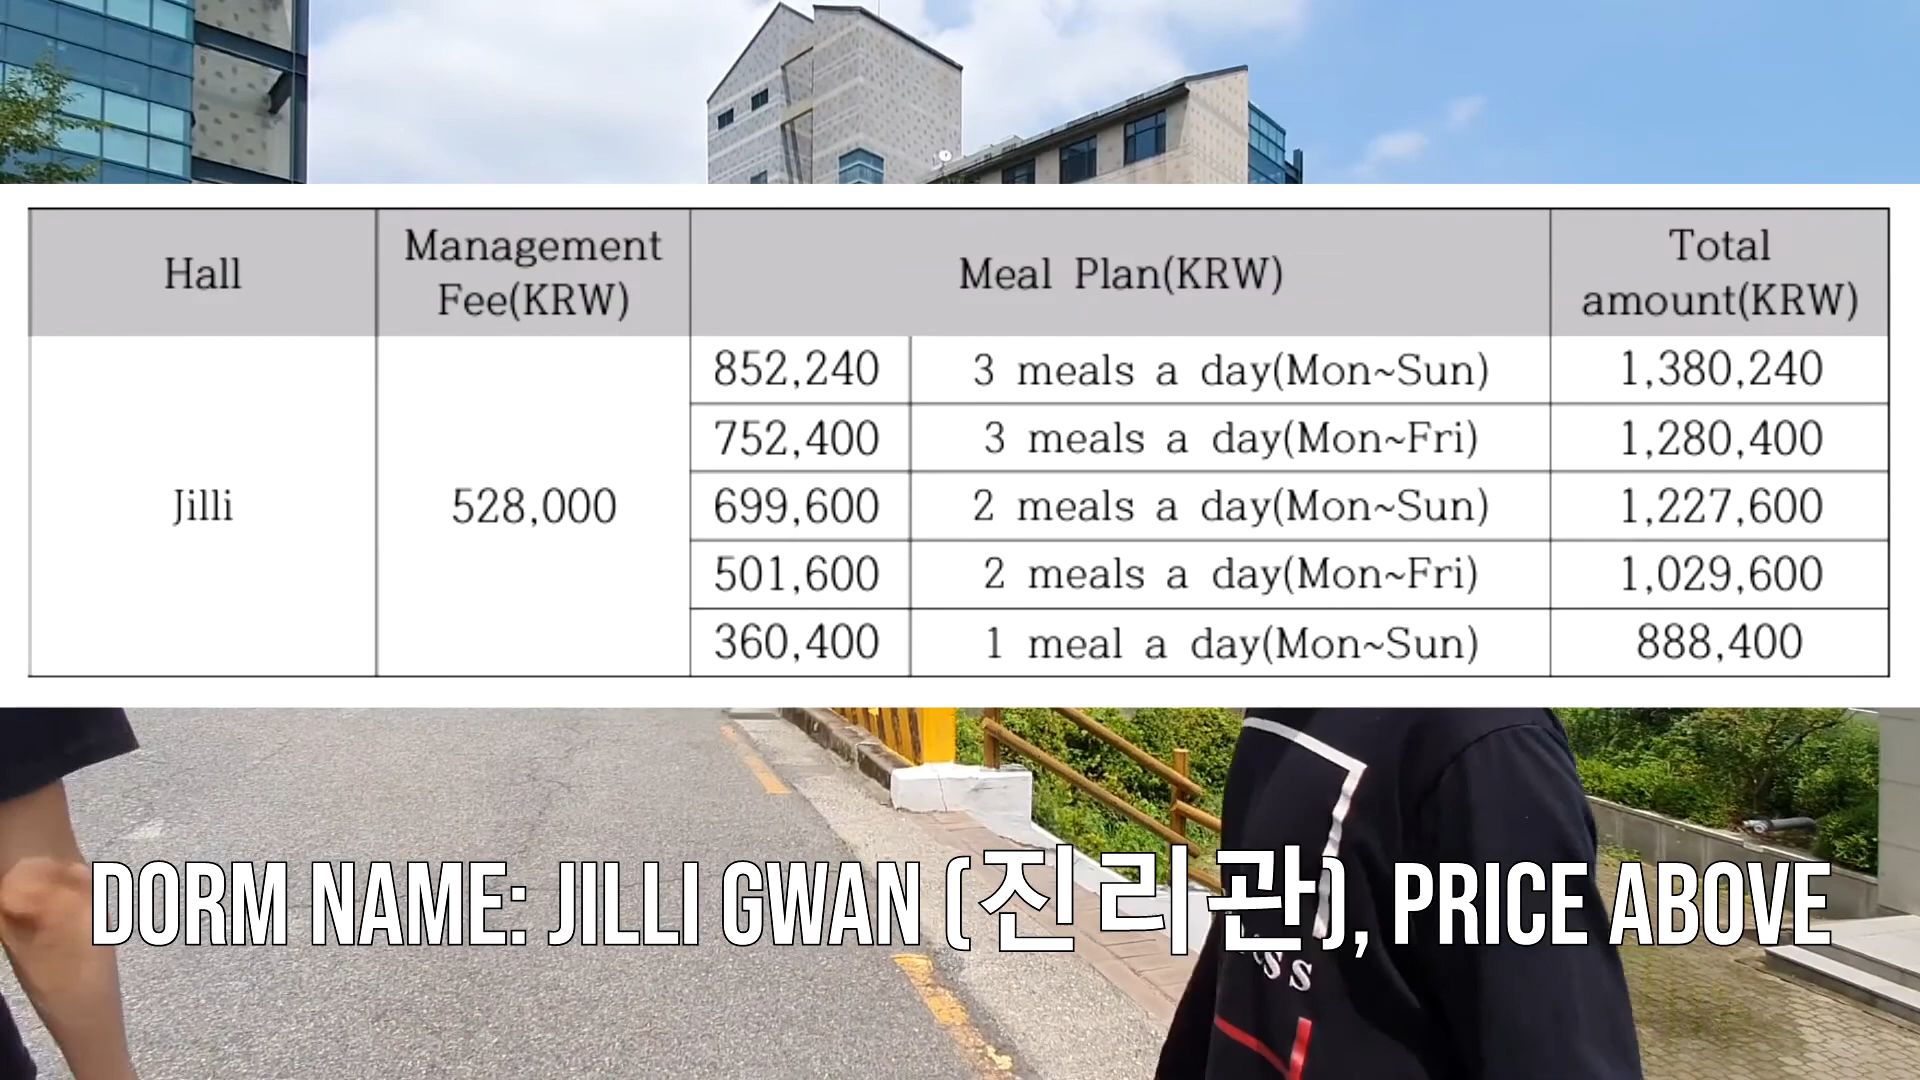 Hall
Management
Fee(KRW)
Meal Plan(KRW)
Total
amount(KRW)
Jilli
528,000
852,240 3 meals a day(Mon~Sun) 1,380,240
752,400 3 meals a day(Mon~Fri) 1,280,400
699,600 2 meals a day(Mon~Sun) 1,227,600
501,600 2 meals a day(Mon~Fri) 1,029,600
360,400 1 meal a day(Mon~Sun) 888,400
DORM NAME: JILLI GWAN (진리관), PRICE ABOVE